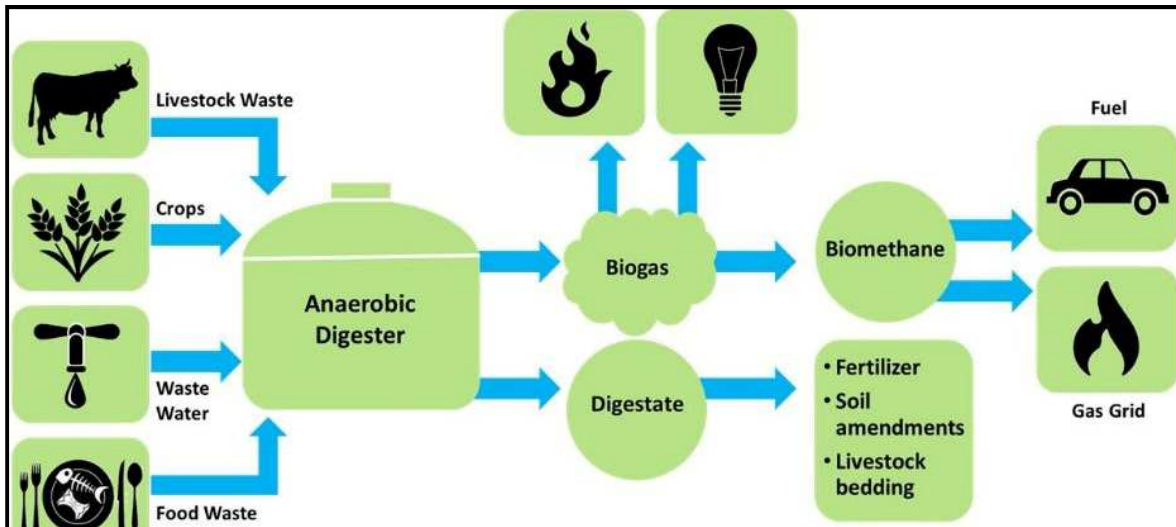 Livestock Waste
Crops
Waste
Water
Food Waste
Anaerobic
Digester
Biogas
Digestate
Biomethane
• Fertilizer
• Soil
amendments
• Livestock
bedding
Fuel
Gas Grid